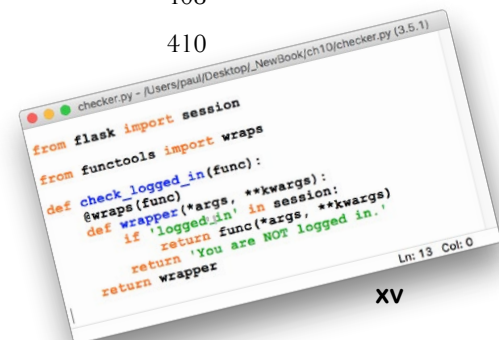 410
checker.py - /Users/paul/Desktop/_NewBook/ch10/checker.py (3.5.1)
from flask import session
from functools import wraps
def check_logged_in(func):
    @wraps(func)
    def wrapper(*args, **kwargs):
        if 'logged_in' in session:
            return func(*args, **kwargs)
        return 'You are NOT logged in.'
    return wrapper
Ln: 13 Col: 0
xv